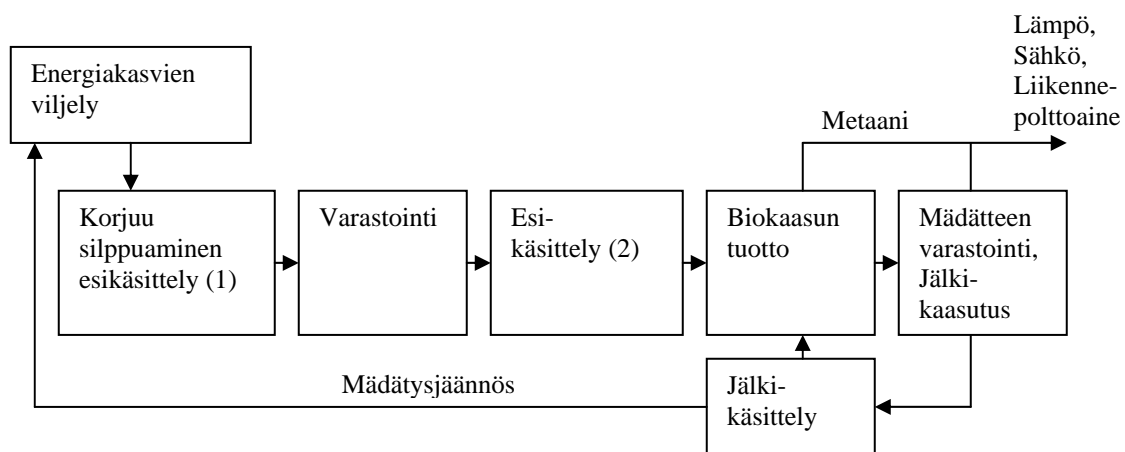 Lämpö,
Sähkö,
Liikenne-
polttoaine
Energiakasvien
viljely
Metaani
Korjuu
silppuaminen
esikäsittely (1)
Varastointi
Esi-
käsittely (2)
Biokaasun
tuotto
Mädätteen
varastointi,
Jälki-
kaasutus
Mädätysjäännös
Jälki-
käsittely